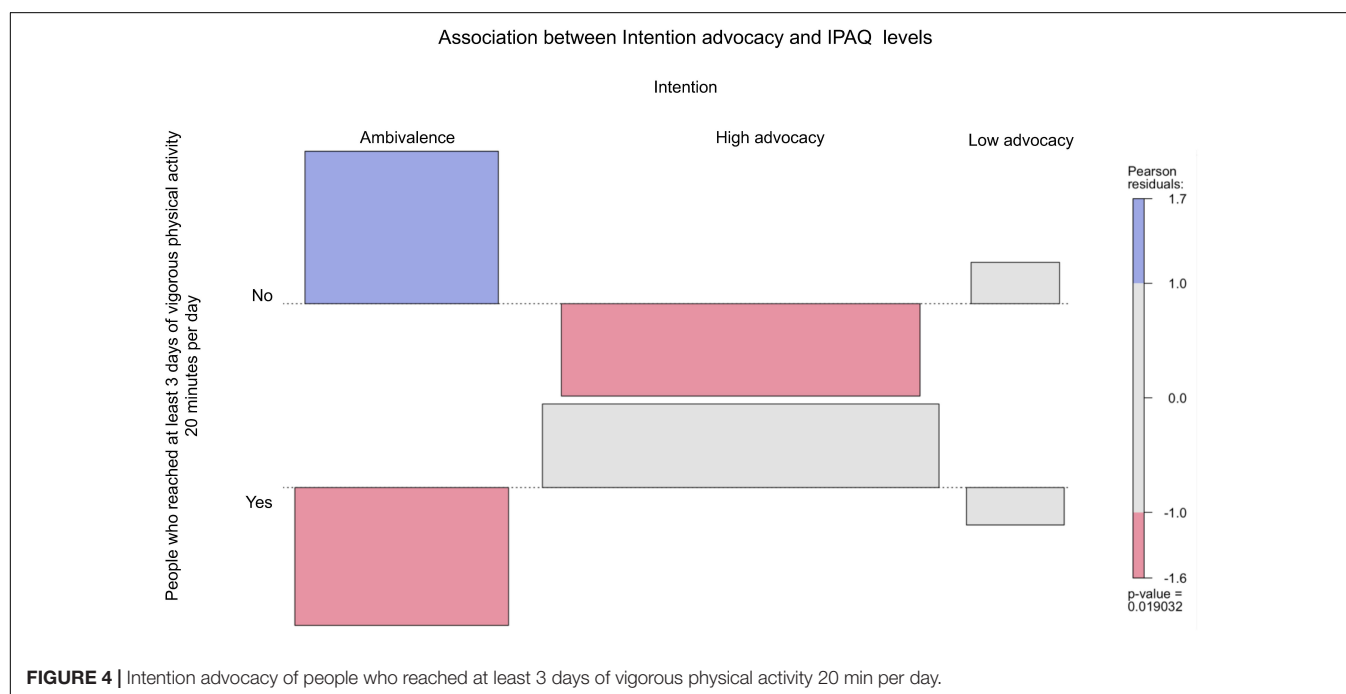 Association between Intention advocacy and IPAQ levels
Intention
Ambivalence
High advocacy
Low advocacy
People who reached at least 3 days of vigorous physical activity
20 minutes per day
No
Yes
Pearson
residuals:
1.7
1.0
0.0
-1.0
-1.6
p-value =
0.019032
FIGURE 4 | Intention advocacy of people who reached at least 3 days of vigorous physical activity 20 min per day.